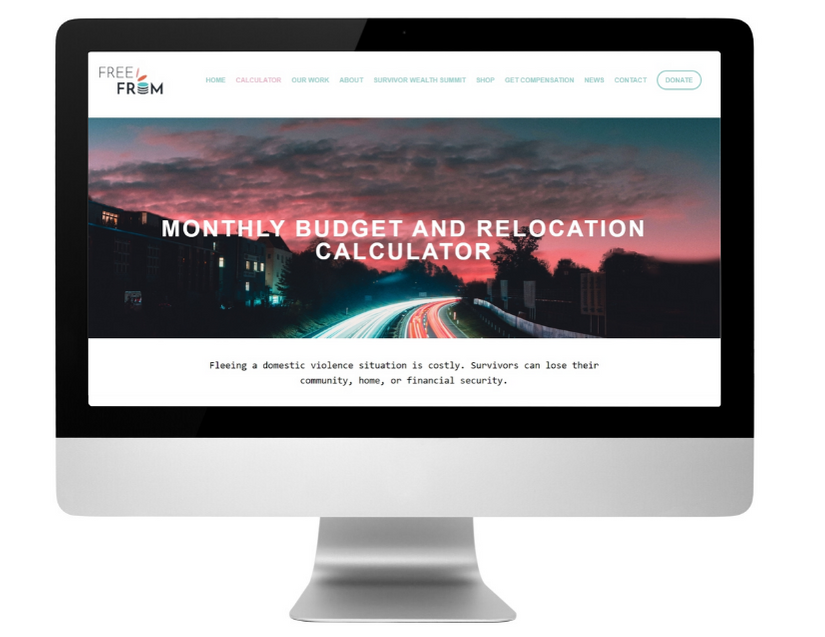 FREE
FROM
HOME CALCULATOR OUR WORK ABOUT SURVIVOR WEALTH SUMMIT SHOP GET COMPENSATION NEWS CONTACT DONATE
MONTHLY BUDGET AND RELOCATION
CALCULATOR
Fleeing a domestic violence situation is costly. Survivors can lose their
community, home, or financial security.